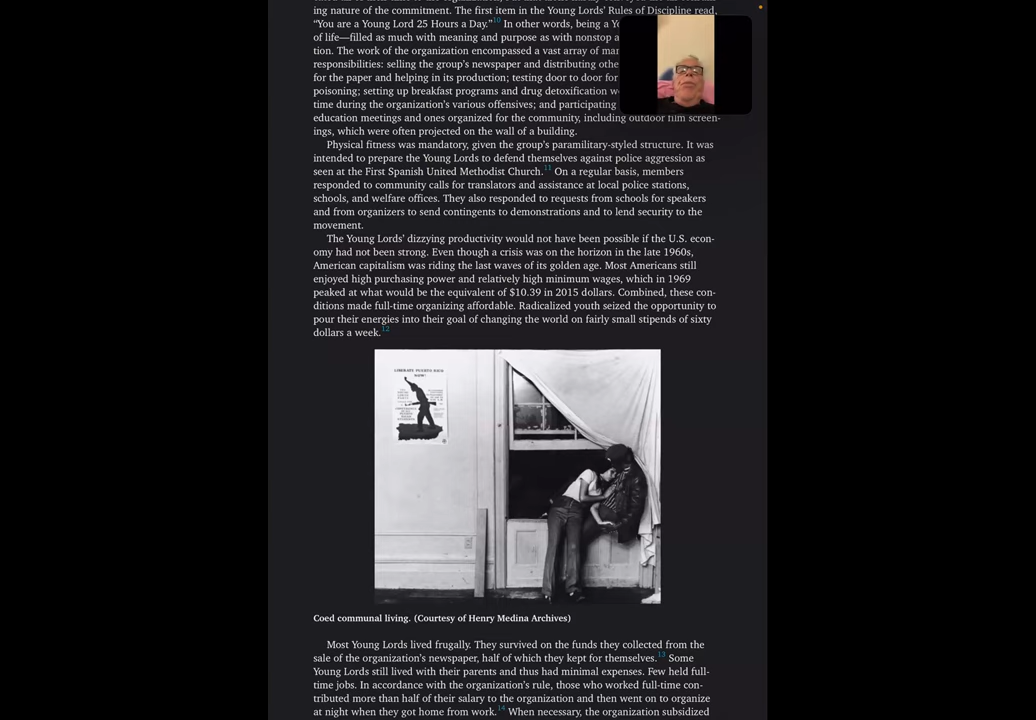 ing nature of the commitment. The first item in the Young Lords' Rules of Discipline read,
“You are a Young Lord 25 Hours a Day.”10 In other words, being a
of life—filled as much with meaning and purpose as with nonstop
tion. The work of the organization encompassed a vast array of
responsibilities: selling the group's newspaper and distributing
for the paper and helping in its production; testing door to door for
poisoning; setting up breakfast programs and drug detoxification
time during the organization's various offensives; and participating
education meetings and ones organized for the community, including outdoor film screen-
ings, which were often projected on the wall of a building.
Physical fitness was mandatory, given the group's paramilitary-styled structure. It was
intended to prepare the Young Lords to defend themselves against police aggression as
seen at the First Spanish United Methodist Church.11 On a regular basis, members
responded to community calls for translators and assistance at local police stations,
schools, and welfare offices. They also responded to requests from schools for speakers
and from organizers to send contingents to demonstrations and to lend security to the
movement.
The Young Lords' dizzying productivity would not have been possible if the U.S. econ-
omy had not been strong. Even though a crisis was on the horizon in the late 1960s,
American capitalism was riding the last waves of its golden age. Most Americans still
enjoyed high purchasing power and relatively high minimum wages, which in 1969
peaked at what would be the equivalent of $10.39 in 2015 dollars. Combined, these con-
ditions made full-time organizing affordable. Radicalized youth seized the opportunity to
pour their energies into their goal of changing the world on fairly small stipends of sixty
dollars a week.12
LIBERATE PUERTO RICO
NOW!
Coed communal living. (Courtesy of Henry Medina Archives)
Most Young Lords lived frugally. They survived on the funds they collected from the
sale of the organization's newspaper, half of which they kept for themselves.13 Some
Young Lords still lived with their parents and thus had minimal expenses. Few held full-
time jobs. In accordance with the organization's rule, those who worked full-time con-
tributed more than half of their salary to the organization and then went on to organize
at night when they got home from work.14 When necessary, the organization subsidized